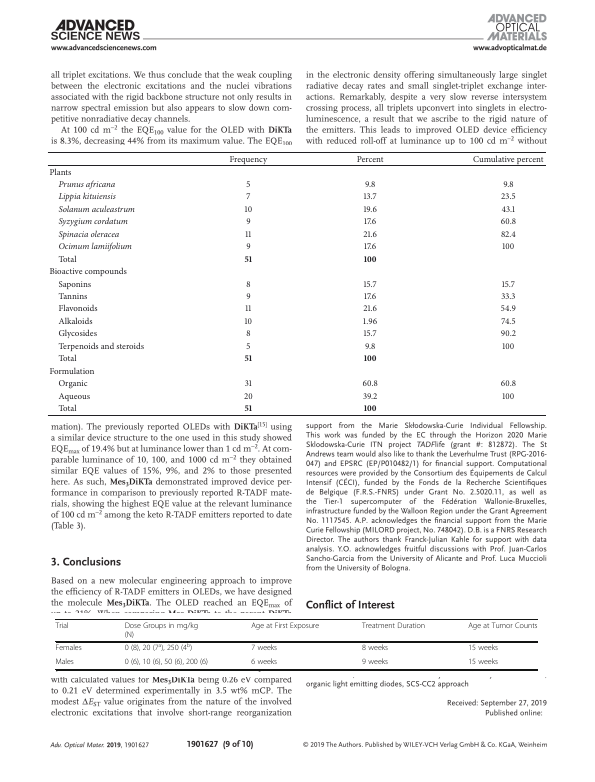 ADVANCED
SCIENCE NEWS
www.advancedsciencenews.com
ADVANCED
OPTICAL
MATERIALS
www.advopticalmat.de
all triplet excitations. We thus conclude that the weak coupling
between the electronic excitations and the nuclei vibrations
associated with the rigid backbone structure not only results in
narrow spectral emission but also appears to slow down com-
petitive nonradiative decay channels.
At 100 cd m−2 the EQE100 value for the OLED with DiKTa
is 8.3%, decreasing 44% from its maximum value. The EQE100
in the electronic density offering simultaneously large singlet
radiative decay rates and small singlet-triplet exchange inter-
actions. Remarkably, despite a very slow reverse intersystem
crossing process, all triplets upconvert into singlets in electro-
luminescence, a result that we ascribe to the rigid nature of
the emitters. This leads to improved OLED device efficiency
with reduced roll-off at luminance up to 100 cd m−2 without
Frequency Percent Cumulative percent
Plants
Prunus africana 5 9.8 9.8
Lippia kituiensis 7 13.7 23.5
Solanum aculeastrum 10 19.6 43.1
Syzygium cordatum 9 17.6 60.8
Spinacia oleracea 11 21.6 82.4
Ocimum lamiifolium 9 17.6 100
Total 51 100
Bioactive compounds
Saponins 8 15.7 15.7
Tannins 9 17.6 33.3
Flavonoids 11 21.6 54.9
Alkaloids 10 1.96 74.5
Glycosides 8 15.7 90.2
Terpenoids and steroids 5 9.8 100
Total 51 100
Formulation
Organic 31 60.8 60.8
Aqueous 20 39.2 100
Total 51 100
mation). The previously reported OLEDs with DiKTa[15] using
a similar device structure to the one used in this study showed
EQEmax of 19.4% but at luminance lower than 1 cd m−2. At com-
parable luminance of 10, 100, and 1000 cd m−2 they obtained
similar EQE values of 15%, 9%, and 2% to those presented
here. As such, Mes3DiKTa demonstrated improved device per-
formance in comparison to previously reported R-TADF mate-
rials, showing the highest EQE value at the relevant luminance
of 100 cd m−2 among the keto R-TADF emitters reported to date
(Table 3).
3. Conclusions
Based on a new molecular engineering approach to improve
the efficiency of R-TADF emitters in OLEDs, we have designed
the molecule Mes3DiKTa. The OLED reached an EQEmax of
support from the Marie Skłodowska-Curie Individual Fellowship.
This work was funded by the EC through the Horizon 2020 Marie
Sklodowska-Curie ITN project TADFlife (grant #: 812872). The St
Andrews team would also like to thank the Leverhulme Trust (RPG-2016-
047) and EPSRC (EP/P010482/1) for financial support. Computational
resources were provided by the Consortium des Équipements de Calcul
Intensif (CÉCI), funded by the Fonds de la Recherche Scientifiques
de Belgique (F.R.S.-FNRS) under Grant No. 2.5020.11, as well as
the Tier-1 supercomputer of the Fédération Wallonie-Bruxelles,
infrastructure funded by the Walloon Region under the Grant Agreement
No. 1117545. A.P. acknowledges the financial support from the Marie
Curie Fellowship (MILORD project, No. 748042). D.B. is a FNRS Research
Director. The authors thank Franck-Julian Kahle for support with data
analysis. Y.O. acknowledges fruitful discussions with Prof. Juan-Carlos
Sancho-Garcia from the University of Alicante and Prof. Luca Muccioli
from the University of Bologna.
Conflict of Interest
Trial Dose Groups in mg/kg Age at First Exposure Treatment Duration Age at Tumor Counts
(N)
Females 0 (8), 20 (7a), 250 (4b) 7 weeks 8 weeks 15 weeks
Males 0 (6), 10 (6), 50 (6), 200 (6) 6 weeks 9 weeks 15 weeks
with calculated values for Mes3DiKTa being 0.26 eV compared
to 0.21 eV determined experimentally in 3.5 wt% mCP. The
modest ΔEST value originates from the nature of the involved
electronic excitations that involve short-range reorganization
organic light emitting diodes, SCS-CC2 approach
Received: September 27, 2019
Published online:
Adv. Optical Mater. 2019, 1901627
1901627 (9 of 10)
© 2019 The Authors. Published by WILEY-VCH Verlag GmbH & Co. KGaA, Weinheim